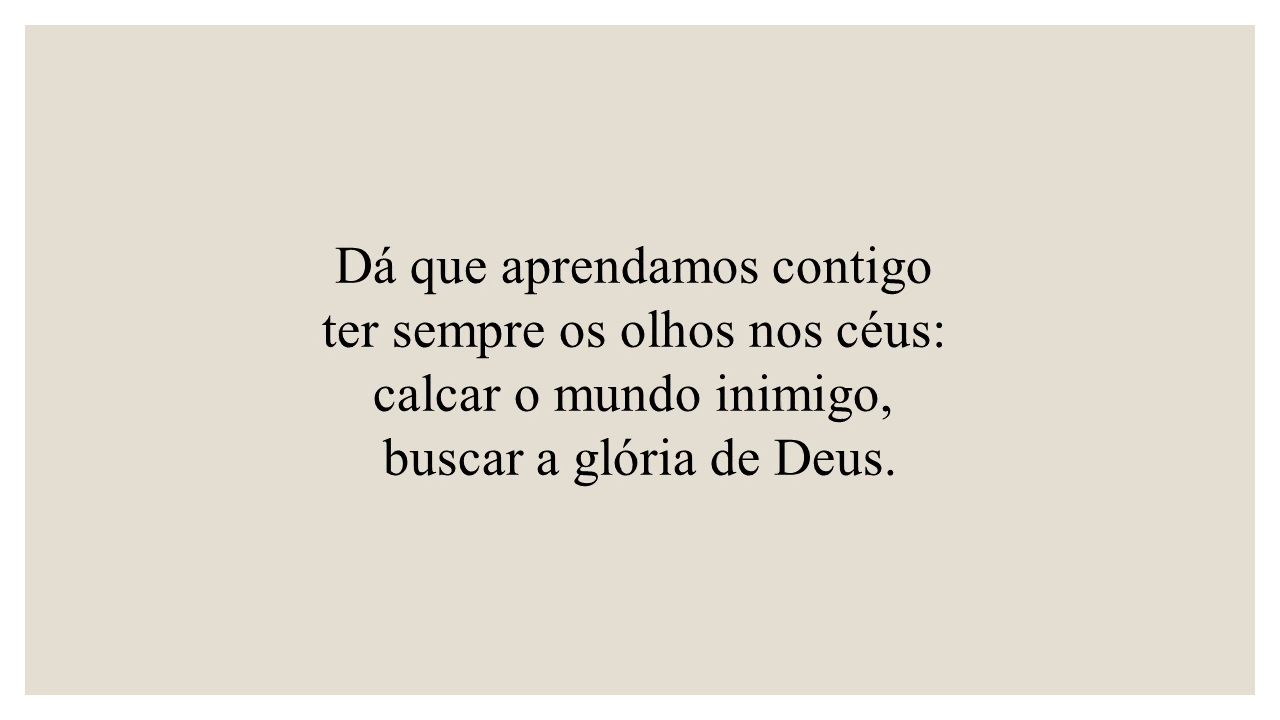 Dá que aprendamos contigo
ter sempre os olhos nos céus:
calcar o mundo inimigo,
buscar a glória de Deus.